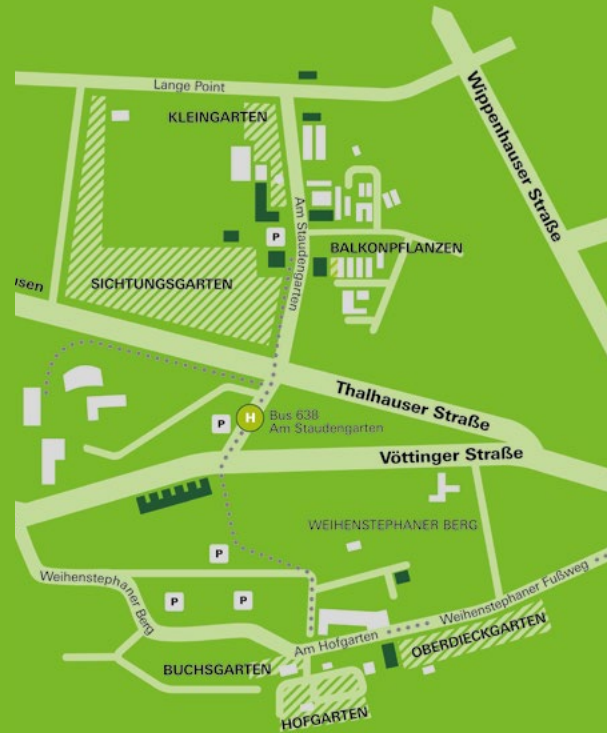 Lange Point
KLEINGARTEN
Wippenhauser Straße
Am Staudengarten
P
BALKONPFLANZEN
SICHTUNGSGARTEN
usen
Thalhauser Straße
P
H
Bus 638
Am Staudengarten
Vöttinger Straße
WEIHENSTEPHANER BERG
P
Weihenstephaner
Berg
P
P
Weihenstephaner Fußweg
Am Hofgarten
OBERDIECKGARTEN
BUCHSGARTEN
HOFGARTEN